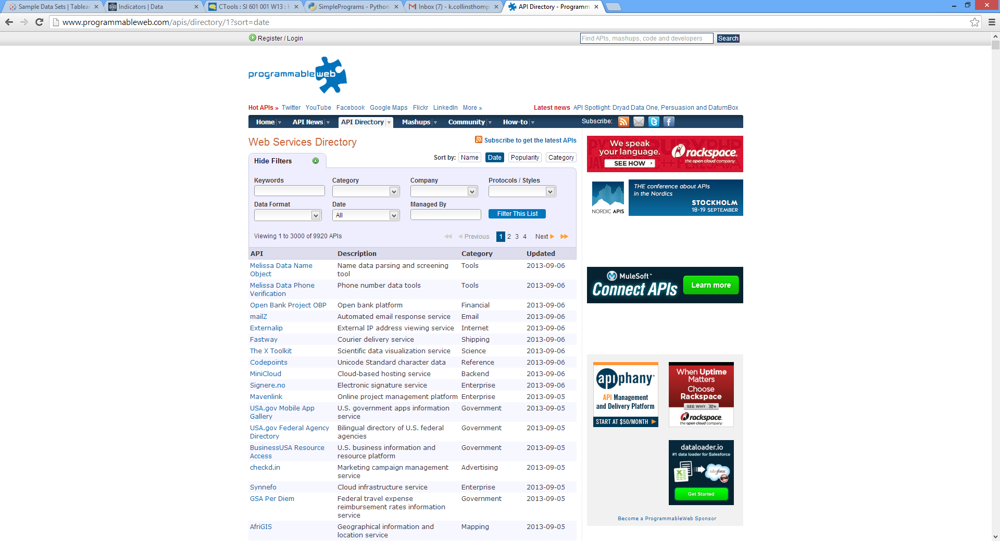 Sample Data Sets | Tablea
Indicators | Data
CTools : SI 601 001 W13 : H
SimplePrograms - Python
Inbox (7) - k.collinsthomp
API Directory - Programm
www.programmableweb.com/apis/directory/1?sort=date
Register / Login
Find APIs, mashups, code and developers
Search
programmableweb
Hot APIs » Twitter YouTube Facebook Google Maps Flickr LinkedIn More »
Latest news API Spotlight: Dryad Data One, Persuasion and DatumBox
Home API News API Directory Mashups Community How-to
Subscribe:
Web Services Directory
Subscribe to get the latest APIs
Hide Filters
Sort by: Name Date Popularity Category
Keywords Category Company Protocols / Styles
Data Format Date Managed By
All
Filter This List
Viewing 1 to 3000 of 9920 APIs
Previous 1 2 3 4 Next
API Description Category Updated
Melissa Data Name Name data parsing and screening Tools 2013-09-06
Object tool
Melissa Data Phone Phone number data tools Tools 2013-09-06
Verification
Open Bank Project OBP Open bank platform Financial 2013-09-06
mailZ Automated email response service Email 2013-09-06
Externalip External IP address viewing service Internet 2013-09-06
Fastway Courier delivery service Shipping 2013-09-06
The X Toolkit Scientific data visualization service Science 2013-09-06
Codepoints Unicode Standard character data Reference 2013-09-06
MiniCloud Cloud-based hosting service Backend 2013-09-06
Signere.no Electronic signature service Enterprise 2013-09-06
Mavenlink Online project management platform Enterprise 2013-09-05
USA.gov Mobile App U.S. government apps information Government 2013-09-05
Gallery service
USA.gov Federal Agency Bilingual directory of U.S. federal Government 2013-09-05
Directory agencies
BusinessUSA Resource U.S. business information and Government 2013-09-05
Access resource platform
checkd.in Marketing campaign management Advertising 2013-09-05
service
Synnefo Cloud infrastructure service Enterprise 2013-09-05
GSA Per Diem Federal travel expense Government 2013-09-05
reimbursement rates information
service
AfriGIS Geographical information and Mapping 2013-09-05
location service
We speak
your language.
SEE HOW ›
rackspace.
the open cloud company
NORDIC APIS
THE conference about APIs
in the Nordics
STOCKHOLM
18-19 SEPTEMBER
MuleSoft™
Connect APIs
Learn more
apiphany
API Management
and Delivery Platform
START AT $50/MONTH
When Uptime
Matters
Choose
Rackspace
SEE WHY
rackspace.
the open cloud company
dataloader.io
#1 data loader for Salesforce
salesforce
Get Started
Become a ProgrammableWeb Sponsor